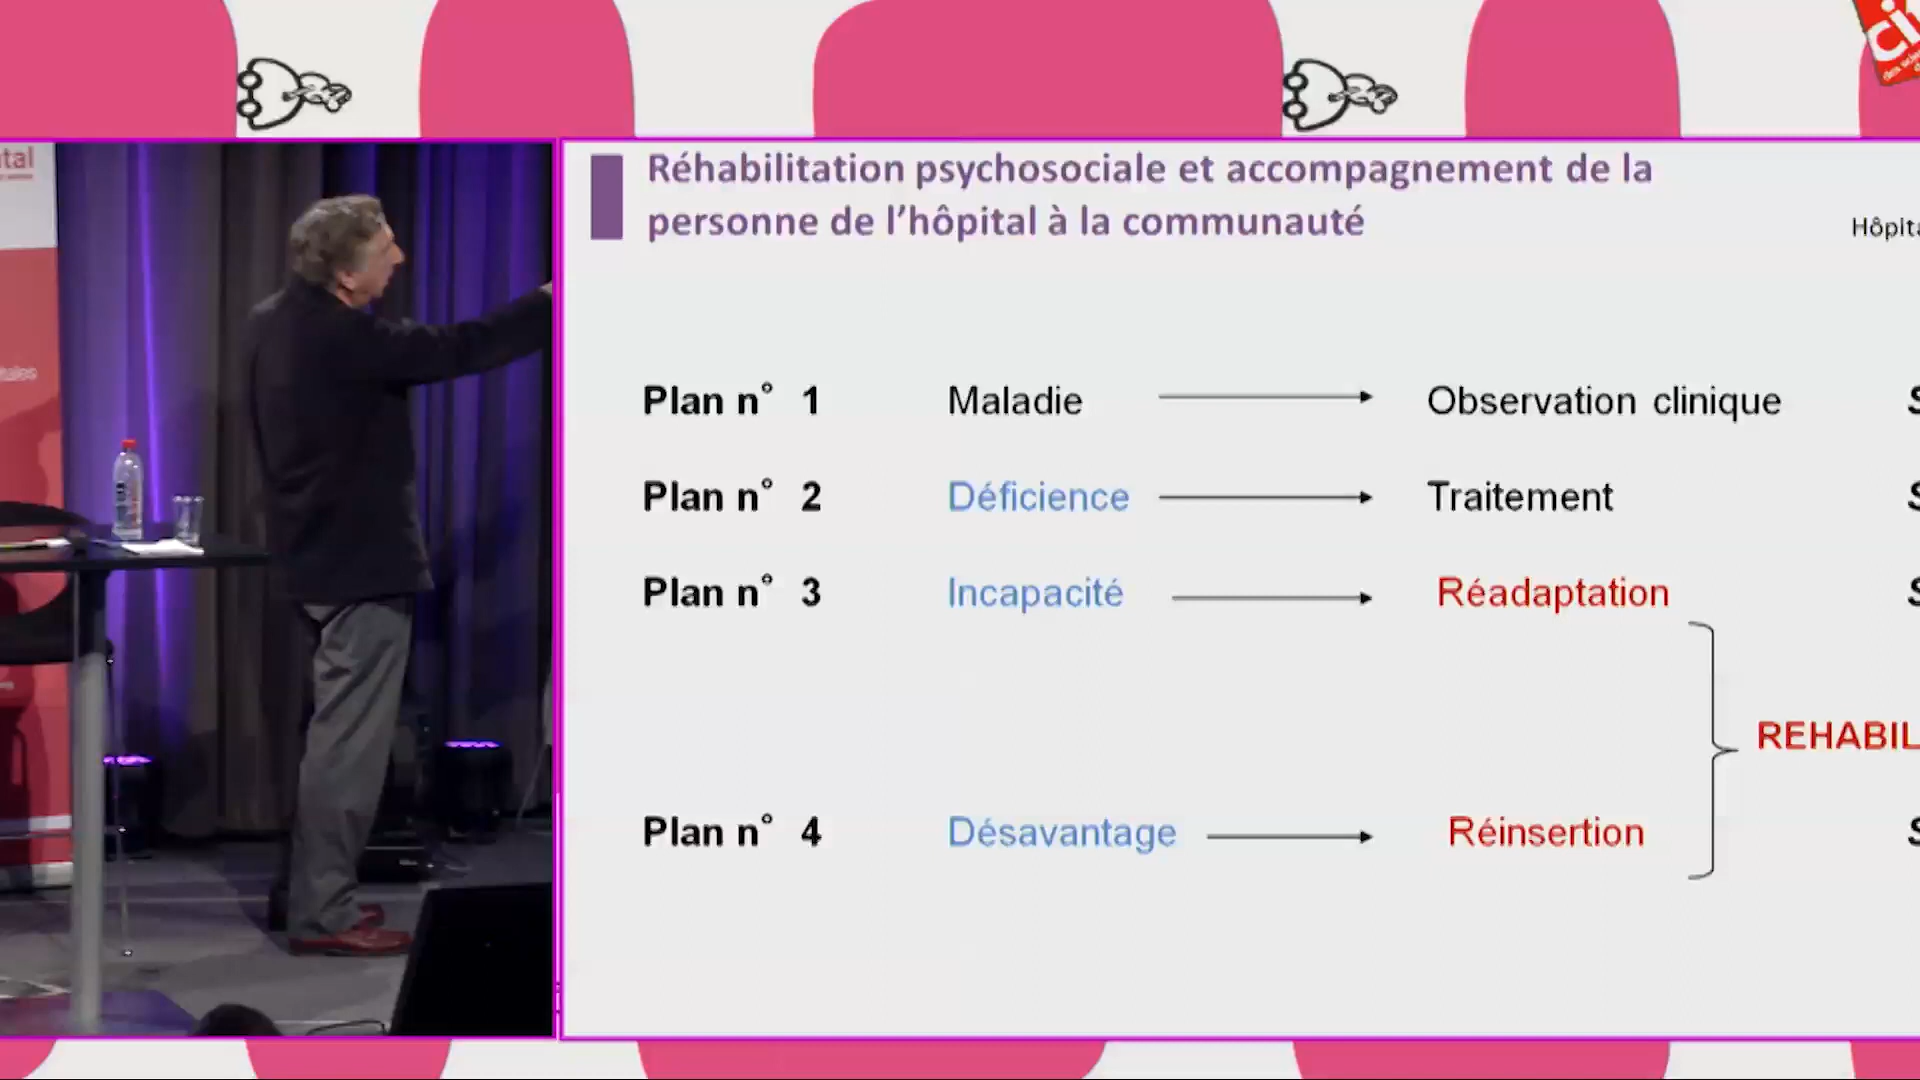 Réhabilitation psychosociale et accompagnement de la
personne de l'hôpital à la communauté
Plan n° 1 Maladie Observation clinique
Plan n° 2 Déficience Traitement
Plan n° 3 Incapacité Réadaptation
Plan n° 4 Désavantage Réinsertion